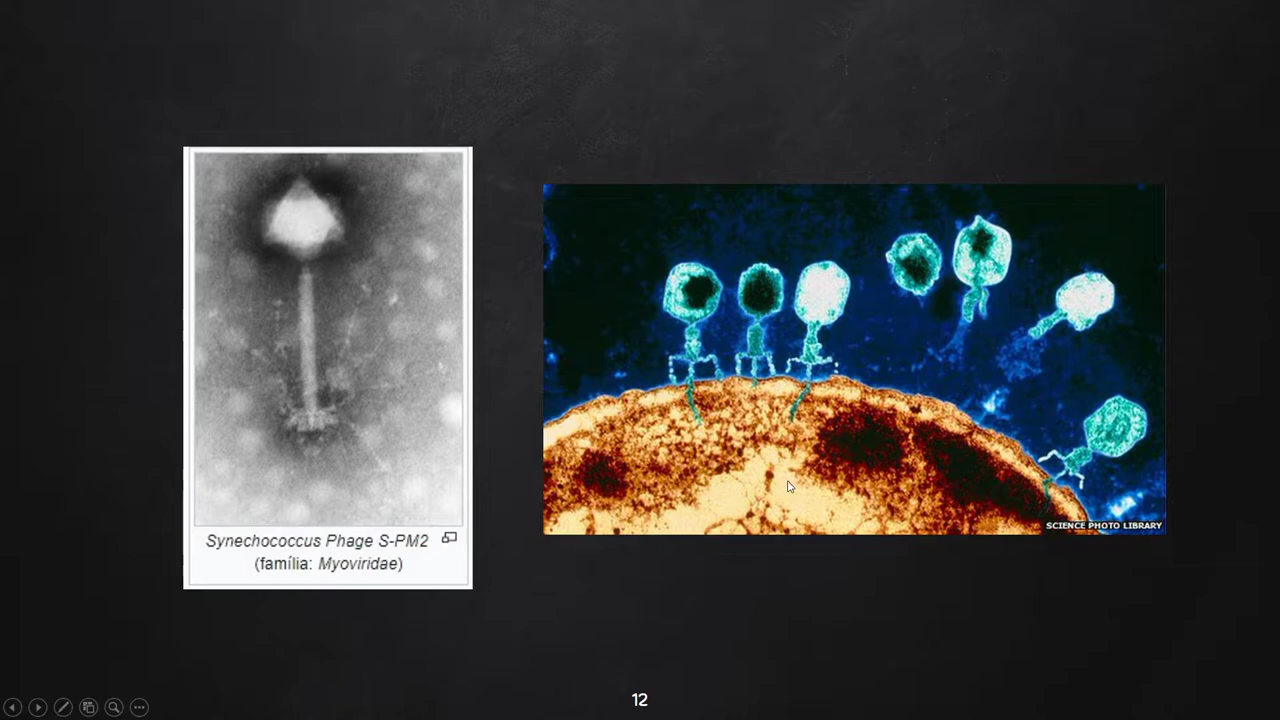 Synechococcus Phage S-PM2
(família: Myoviridae)
SCIENCE PHOTO LIBRARY
12